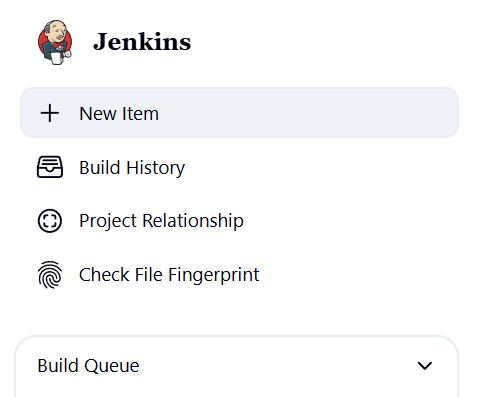 Jenkins
New Item
Build History
Project Relationship
Check File Fingerprint
Build Queue